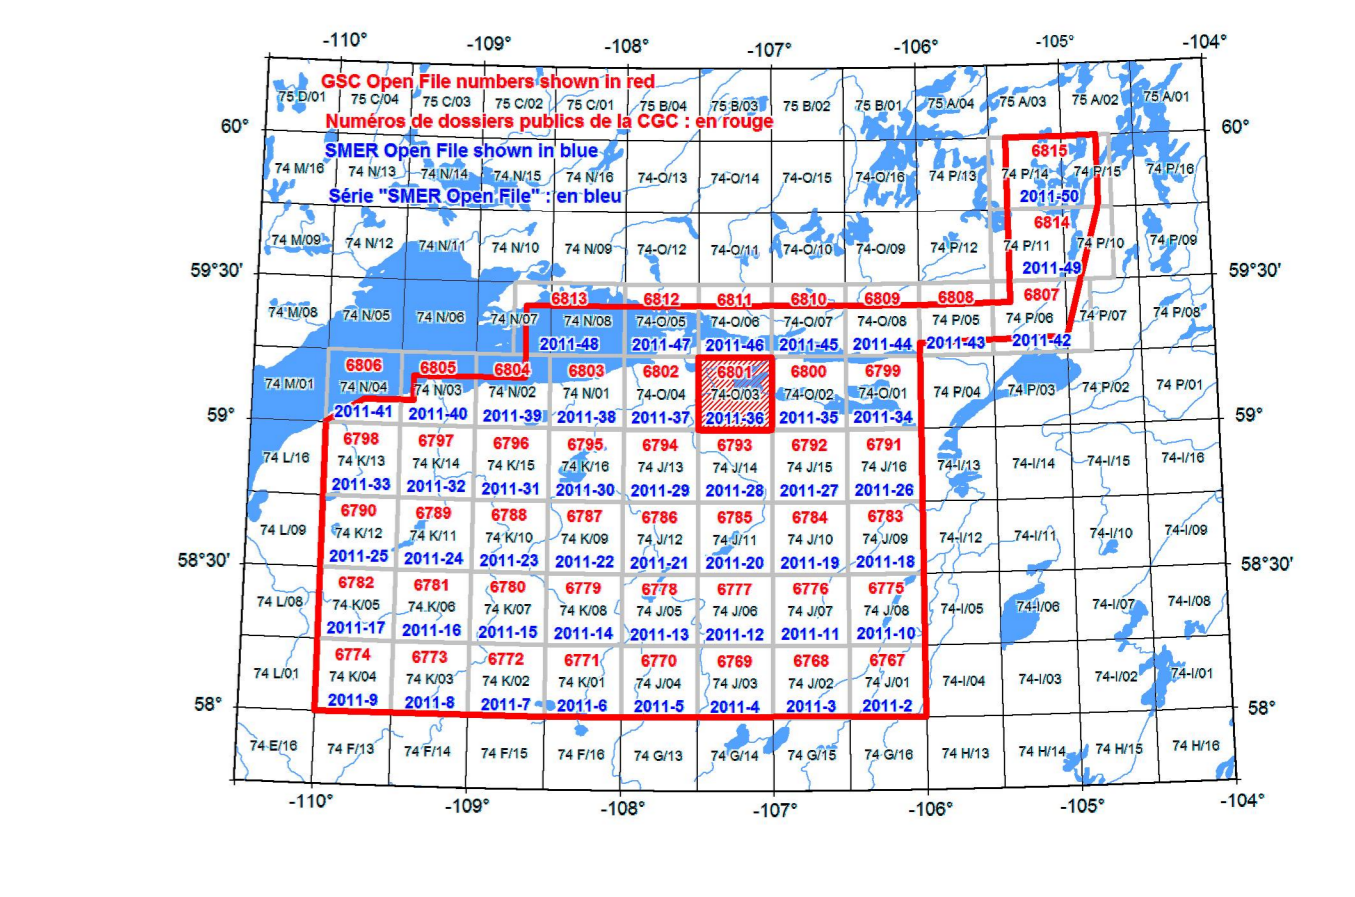 -110° -109° -108° -107° -106° -105° -104°
GSC Open File numbers shown in red
75 D/01 75 C/04 75 C/03 75 C/02 75 C/01 75 B/04 75 B/03 75 B/02 75 B/01 75 A/04 75 A/03 75 A/02 75 A/01
Numéros de dossiers publics de la CGC : en rouge
60° 60°
SMER Open File shown in blue
6815
74 M/16 74 N/13 74 N/14 74 N/15 74 N/16 74-O/13 74-O/14 74-O/15 74-O/16 74 P/13 74 P/14 74 P/15 74 P/16
Série "SMER Open File" : en bleu
2011-50
6814
74 M/09 74 N/12 74 N/11 74 N/10 74 N/09 74-O/12 74-O/11 74-O/10 74-O/09 74 P/12 74 P/11 74 P/10 74 P/09
2011-49
59°30' 59°30'
6813 6812 6811 6810 6809 6808 6807
74 M/08 74 N/05 74 N/06 74 N/07 74 N/08 74-O/05 74-O/06 74-O/07 74-O/08 74 P/05 74 P/06 74 P/07 74 P/08
2011-48 2011-47 2011-46 2011-45 2011-44 2011-43 2011-42
6806 6805 6804 6803 6802 6801 6800 6799
74 M/01 74 N/04 74 N/03 74 N/02 74 N/01 74-O/04 74-O/03 74-O/02 74-O/01 74 P/04 74 P/03 74 P/02 74 P/01
2011-41 2011-40 2011-39 2011-38 2011-37 2011-36 2011-35 2011-34
59° 59°
6798 6797 6796 6795 6794 6793 6792 6791
74 L/16 74 K/13 74 K/14 74 K/15 74 K/16 74 J/13 74 J/14 74 J/15 74 J/16 74-I/13 74-I/14 74-I/15 74-I/16
2011-33 2011-32 2011-31 2011-30 2011-29 2011-28 2011-27 2011-26
6790 6789 6788 6787 6786 6785 6784 6783
74 L/09 74 K/12 74 K/11 74 K/10 74 K/09 74 J/12 74 J/11 74 J/10 74 J/09 74-I/12 74-I/11 74-I/10 74-I/09
2011-25 2011-24 2011-23 2011-22 2011-21 2011-20 2011-19 2011-18
58°30' 58°30'
6782 6781 6780 6779 6778 6777 6776 6775
74 L/08 74 K/05 74 K/06 74 K/07 74 K/08 74 J/05 74 J/06 74 J/07 74 J/08 74-I/05 74-I/06 74-I/07 74-I/08
2011-17 2011-16 2011-15 2011-14 2011-13 2011-12 2011-11 2011-10
6774 6773 6772 6771 6770 6769 6768 6767
74 L/01 74 K/04 74 K/03 74 K/02 74 K/01 74 J/04 74 J/03 74 J/02 74 J/01 74-I/04 74-I/03 74-I/02 74-I/01
2011-9 2011-8 2011-7 2011-6 2011-5 2011-4 2011-3 2011-2
58° 58°
74 E/16 74 F/13 74 F/14 74 F/15 74 F/16 74 G/13 74 G/14 74 G/15 74 G/16 74 H/13 74 H/14 74 H/15 74 H/16
-110° -109° -108° -107° -106° -105° -104°